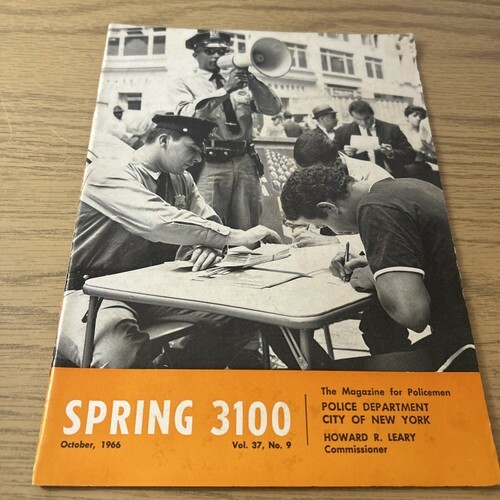 SPRING 3100
October, 1966 Vol. 37, No. 9
The Magazine for Policemen
POLICE DEPARTMENT
CITY OF NEW YORK
HOWARD R. LEARY
Commissioner